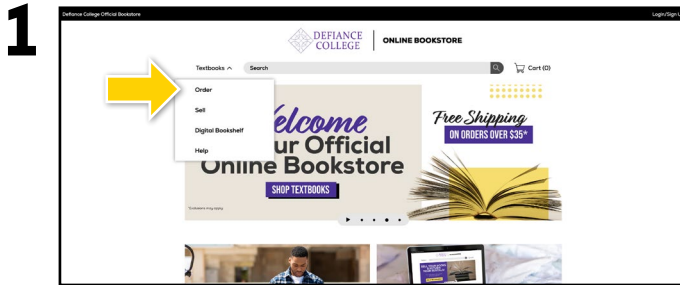 1
Defiance College Official Bookstore
Login/Sign U
DEFIANCE
COLLEGE
ONLINE BOOKSTORE
Textbooks
Search
Cart (0)
Order
Sell
Digital Bookshelf
Help
elcome
ur Official
Online Bookstore
SHOP TEXTBOOKS
Free Shipping
ON ORDERS OVER $35*